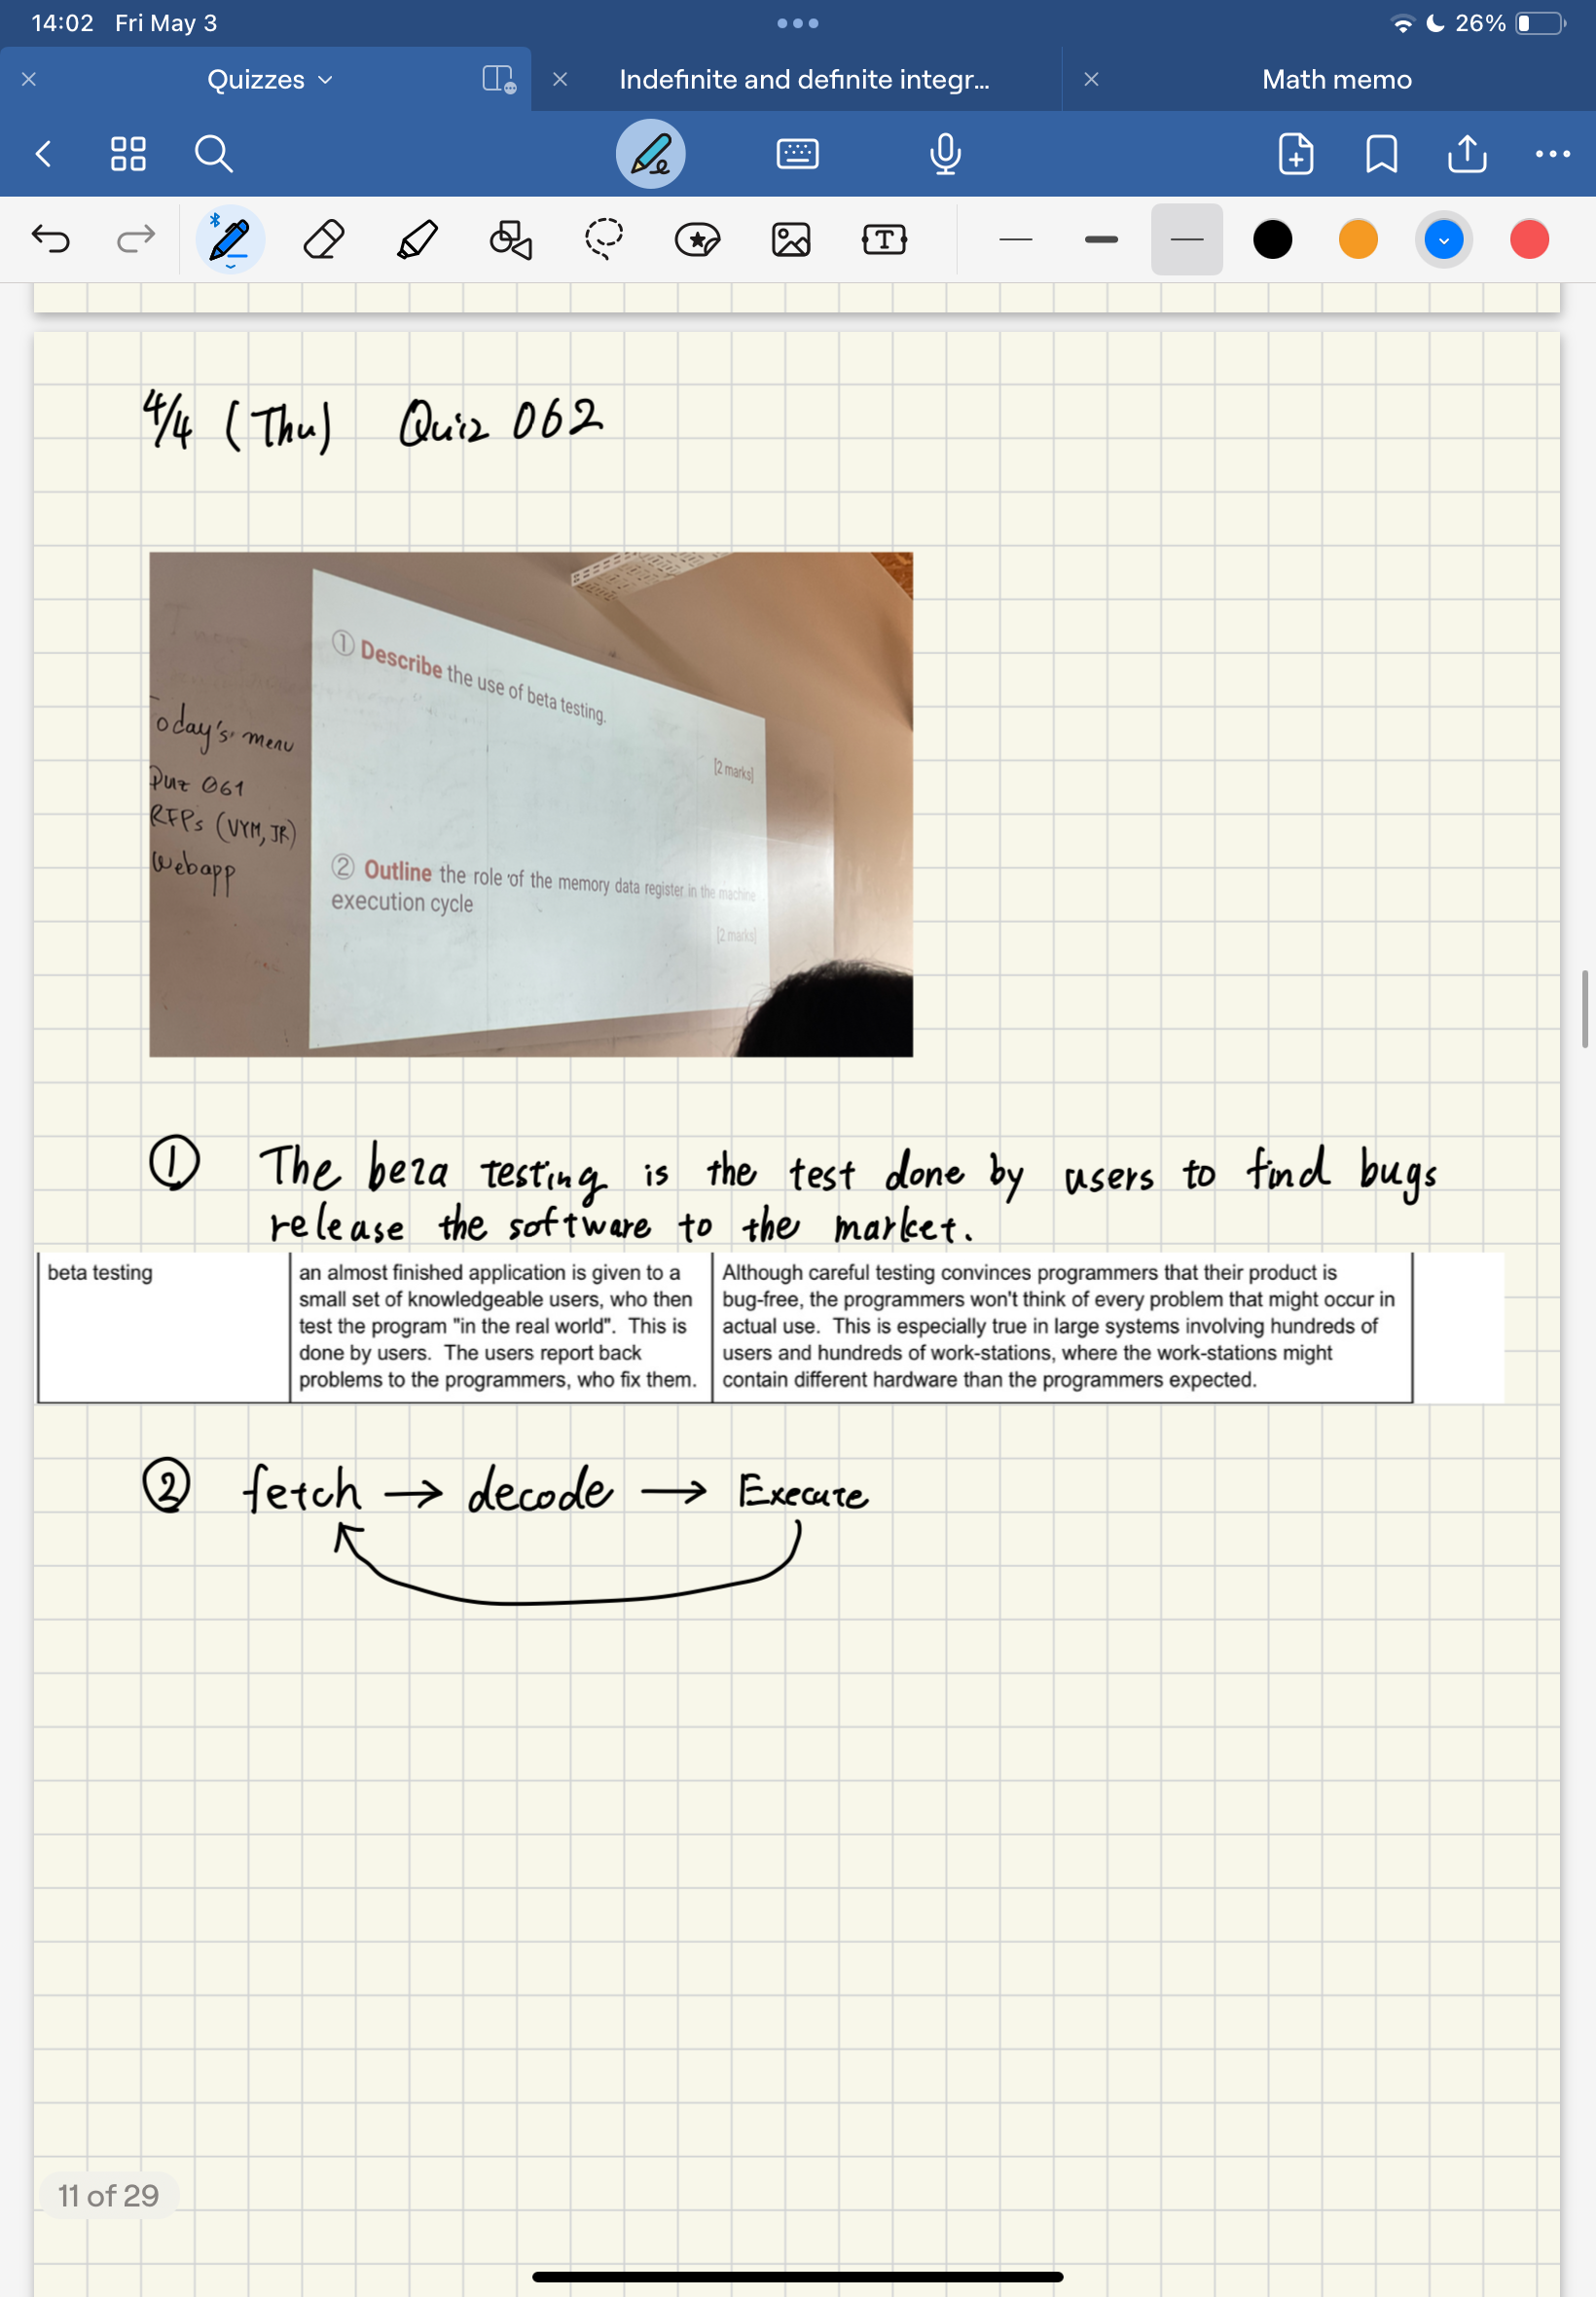 14:02 Fri May 3
26%
Quizzes
Indefinite and definite integr...
Math memo
4/4 (Thu) Quiz 062
① Describe the use of beta testing.
[2 marks]
② Outline the role of the memory data register in the machine
execution cycle
[2 marks]
Today's menu
Quiz 061
RFPs (VYM, JR)
Webapp
① The beta testing is the test done by users to find bugs
release the software to the market.
beta testing
an almost finished application is given to a
small set of knowledgeable users, who then
test the program "in the real world". This is
done by users. The users report back
problems to the programmers, who fix them.
Although careful testing convinces programmers that their product is
bug-free, the programmers won't think of every problem that might occur in
actual use. This is especially true in large systems involving hundreds of
users and hundreds of work-stations, where the work-stations might
contain different hardware than the programmers expected.
② fetch → decode → Execute
11 of 29